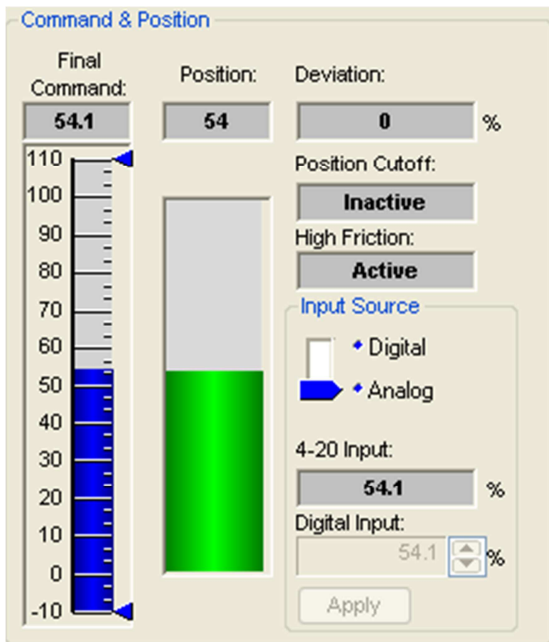 Command & Position
Final
Command:
Position:
Deviation:
54.1
54
0
%
110
100
90
80
70
60
50
40
30
20
10
0
-10
Position Cutoff:
Inactive
High Friction:
Active
Input Source
Digital
Analog
4-20 Input:
54.1
%
Digital Input:
54.1
%
Apply